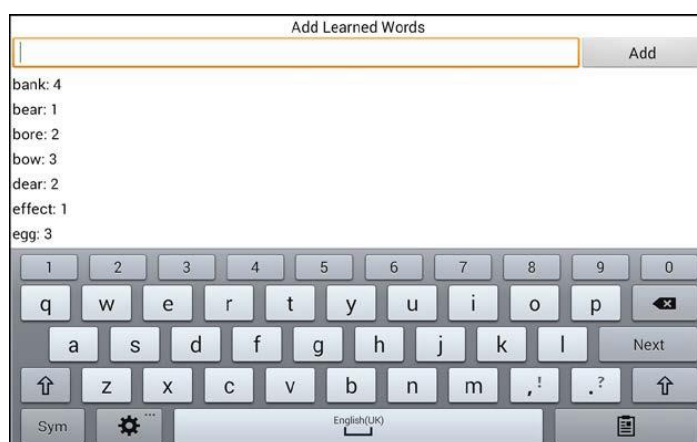 Add Learned Words
Add
bank: 4
bear: 1
bore: 2
bow: 3
dear: 2
effect: 1
egg: 3
1 2 3 4 5 6 7 8 9 0
q w e r t y u i o p
a s d f g h j k l Next
z x c v b n m , ! . ?
Sym ... English(UK)